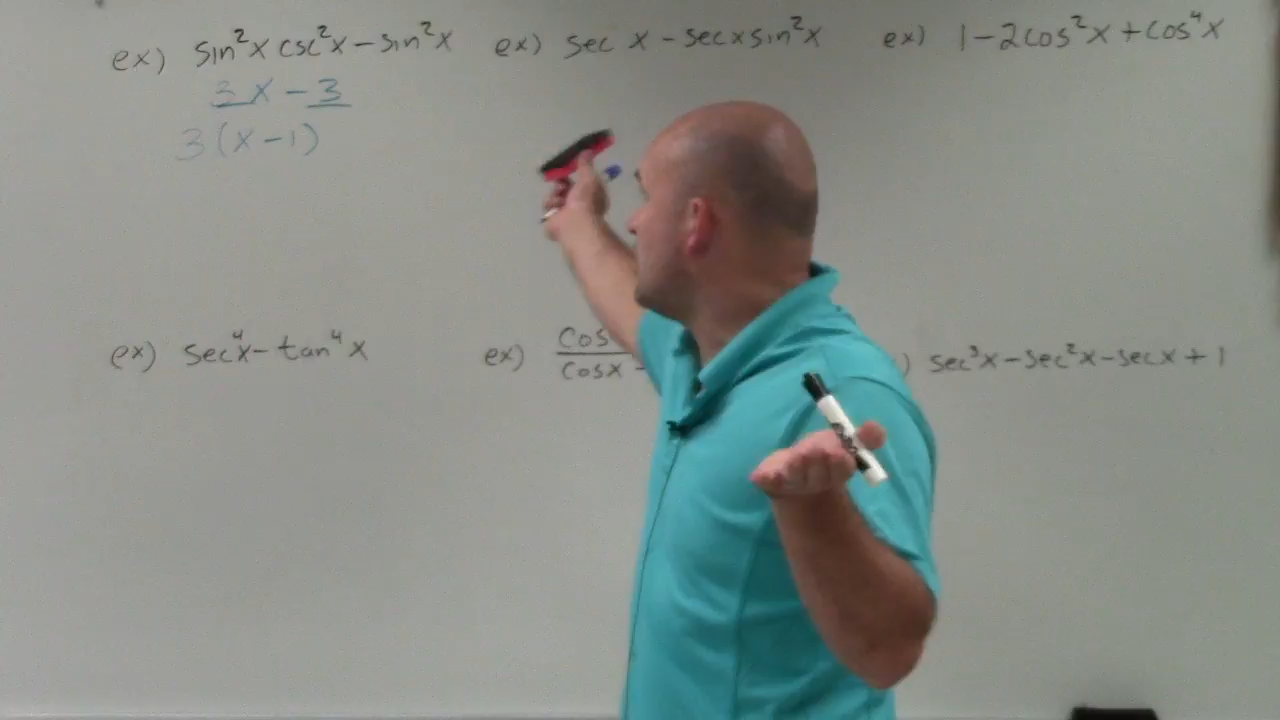 ex) sin²x csc²x – sin²x
3x – 3
3(x – 1)
ex) sec x – sec x sin²x
ex) 1 – 2cos²x + cos⁴x
ex) sec⁴x – tan⁴x
ex) cos
cosx –
) sec³x – sec²x – secx + 1